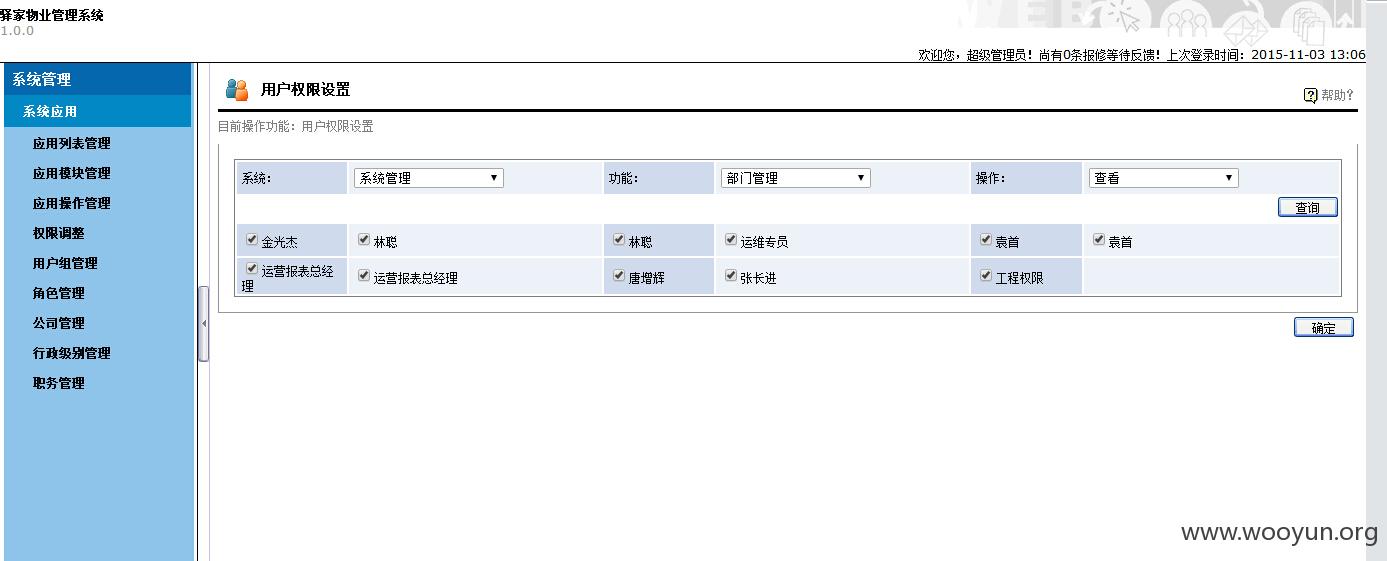 驿家物业管理系统
1.0.0
欢迎您，超级管理员！尚有0条报修等待反馈！上次登录时间：2015-11-03 13:06
系统管理
系统应用
应用列表管理
应用模块管理
应用操作管理
权限调整
用户组管理
角色管理
公司管理
行政级别管理
职务管理
用户权限设置
帮助?
目前操作功能：用户权限设置
系统： 系统管理 功能： 部门管理 操作： 查看
查询
金光杰 林聪 林聪 运维专员 袁首 袁首
运营报表总经理 运营报表总经理 唐增辉 张长进 工程权限
确定
www.wooyun.org